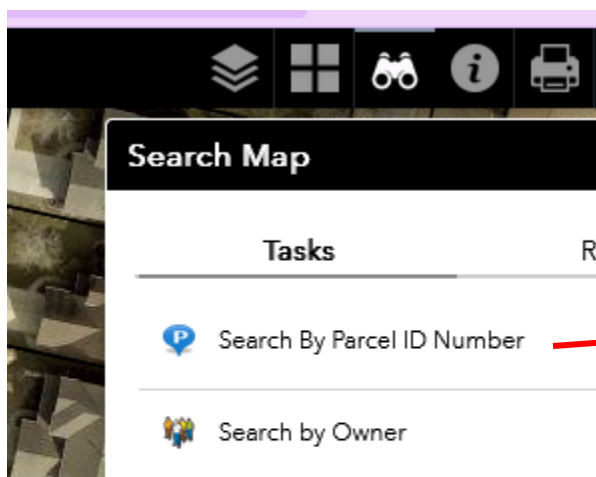 Search Map
Tasks
R
Search By Parcel ID Number
Search by Owner